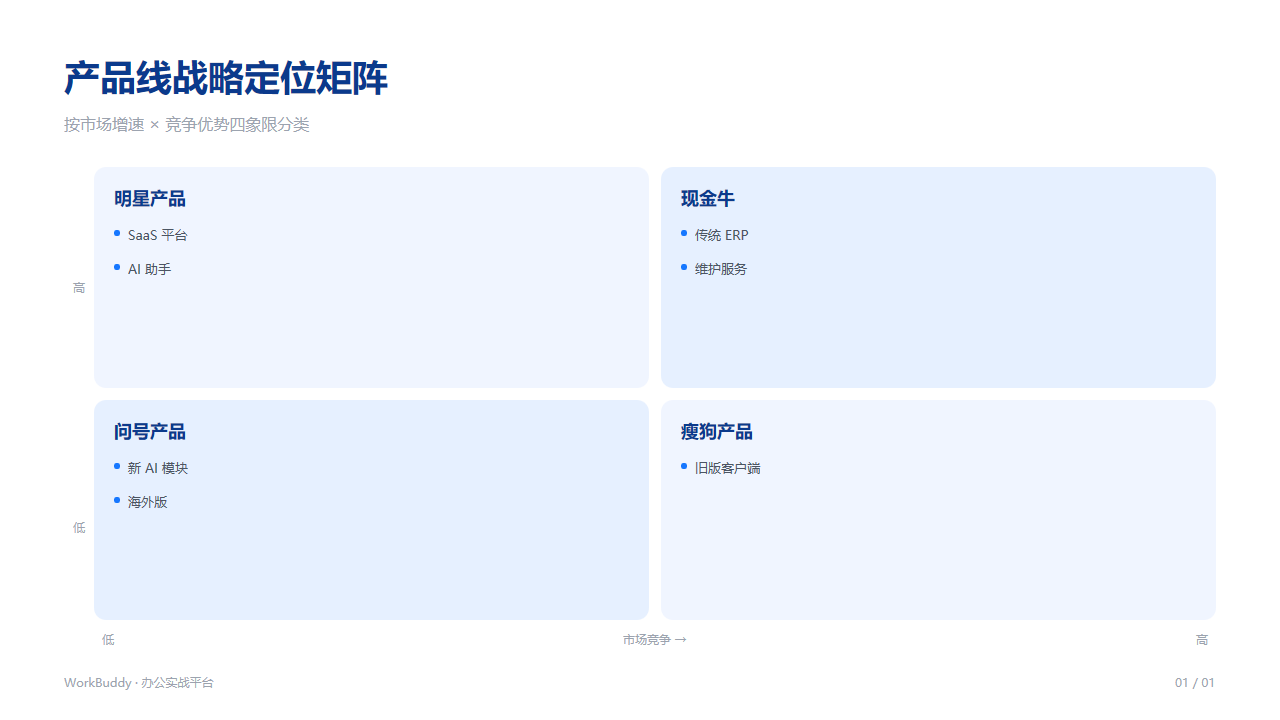 产品线战略定位矩阵
按市场增速 × 竞争优势四象限分类
高
明星产品
SaaS 平台
AI 助手
现金牛
传统 ERP
维护服务
低
问号产品
新 AI 模块
海外版
瘦狗产品
旧版客户端
低
市场竞争 →
高
WorkBuddy · 办公实战平台
01 / 01